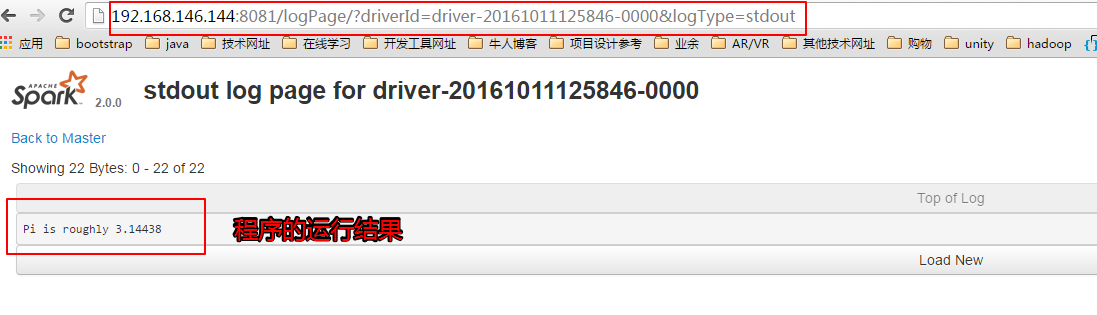 192.168.146.144:8081/logPage/?driverId=driver-20161011125846-0000&logType=stdout
应用 bootstrap java 技术网址 在线学习 开发工具网址 牛人博客 项目设计参考 业余 AR/VR 其他技术网址 购物 unity hadoop
APACHE Spark 2.0.0 stdout log page for driver-20161011125846-0000
Back to Master
Showing 22 Bytes: 0 - 22 of 22
Top of Log
Pi is roughly 3.14438 程序的运行结果
Load New